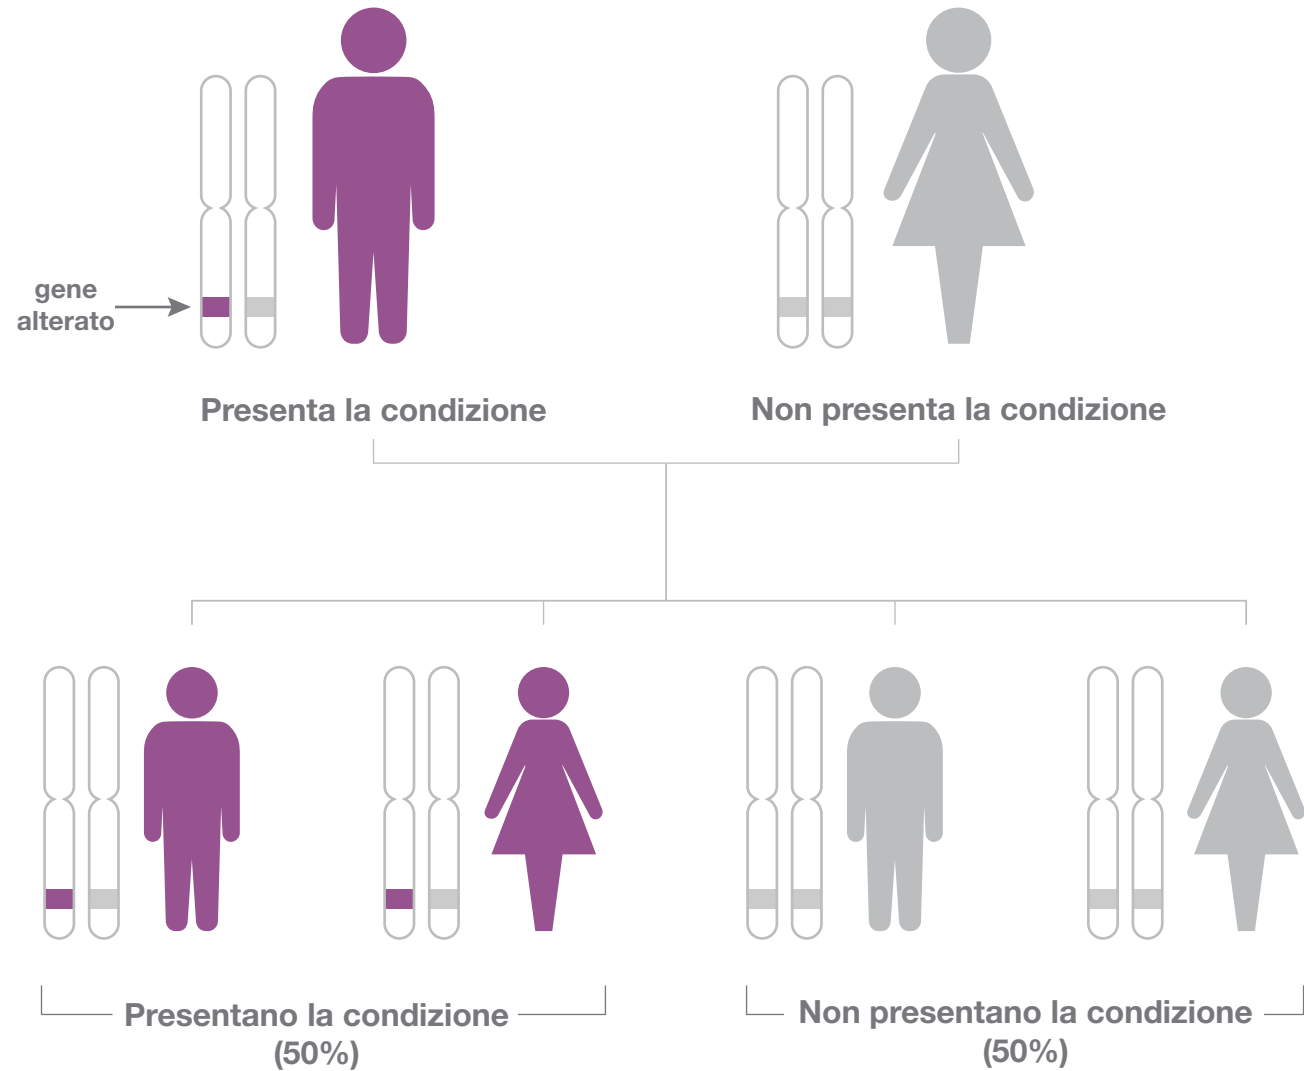 gene
alterato
Presenta la condizione
Non presenta la condizione
Presentano la condizione
(50%)
Non presentano la condizione
(50%)